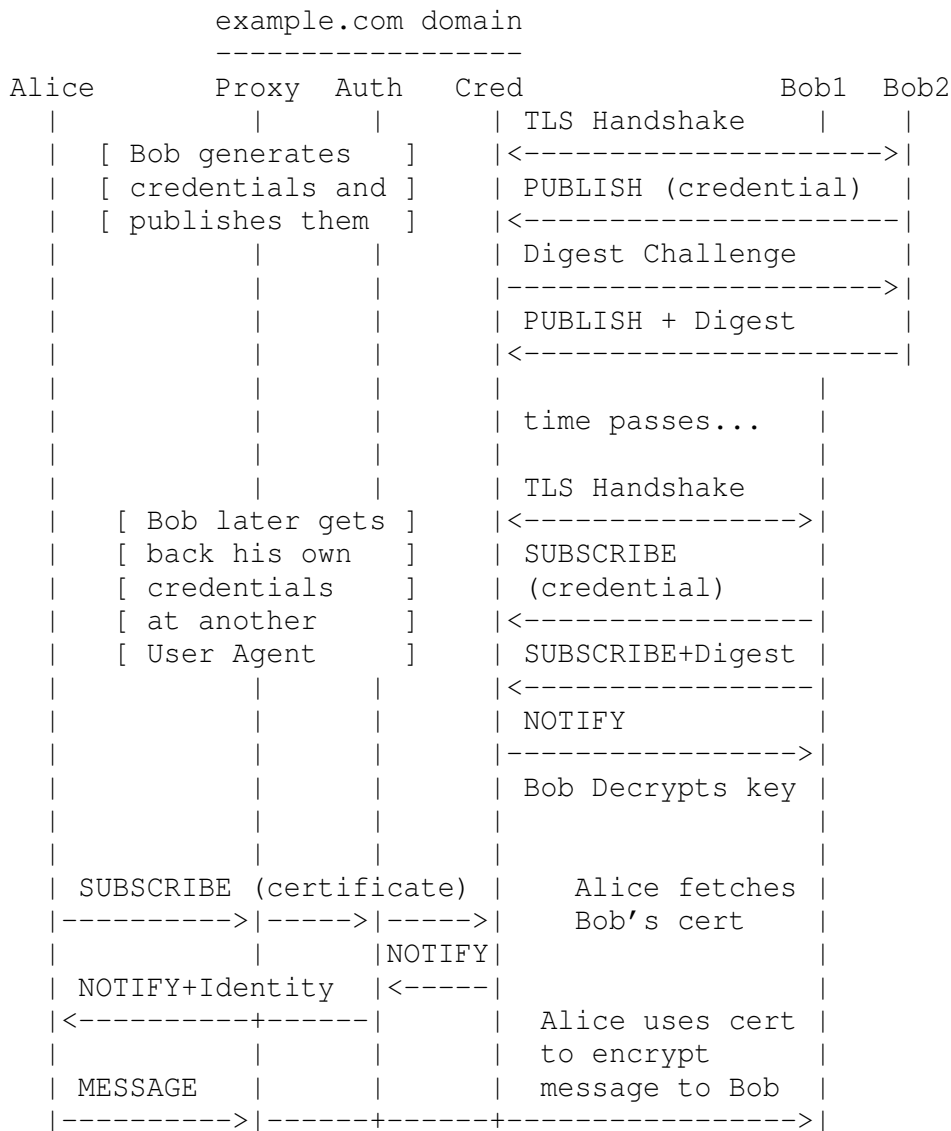 example.com domain
------------------
Alice Proxy Auth Cred Bob1 Bob2
| | | | TLS Handshake | |
| [ Bob generates ] |<--------------------->|
| [ credentials and ] | PUBLISH (credential) |
| [ publishes them ] |<----------------------|
| | | | Digest Challenge |
| | | |---------------------->|
| | | | PUBLISH + Digest |
| | | |<----------------------|
| | | | |
| | | | time passes... |
| | | | |
| | | | TLS Handshake |
| [ Bob later gets ] |<---------------->|
| [ back his own ] | SUBSCRIBE |
| [ credentials ] | (credential) |
| [ at another ] |<-----------------|
| [ User Agent ] | SUBSCRIBE+Digest |
| | | |<-----------------|
| | | | NOTIFY |
| | | |----------------->|
| | | | Bob Decrypts key |
| | | | |
| | | | |
| SUBSCRIBE (certificate) | Alice fetches |
|---------->|----->|----->| Bob's cert |
| | |NOTIFY| |
| NOTIFY+Identity |<-----| |
|<----------+------| | Alice uses cert |
| | | | to encrypt |
| MESSAGE | | | message to Bob |
|---------->|------+------+----------------->|